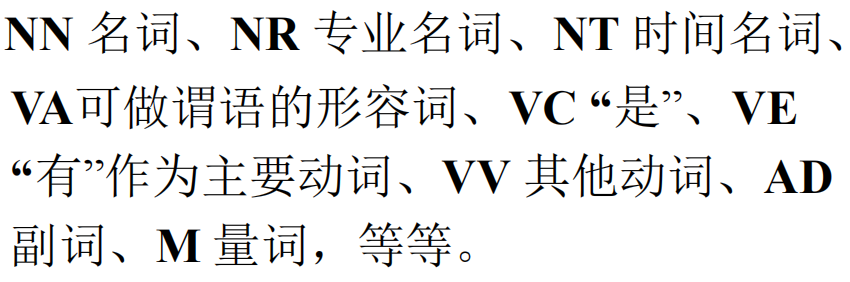 NN 名词、NR 专业名词、NT 时间名词、
VA可做谓语的形容词、VC “是”、VE
“有”作为主要动词、VV 其他动词、AD
副词、M 量词，等等。